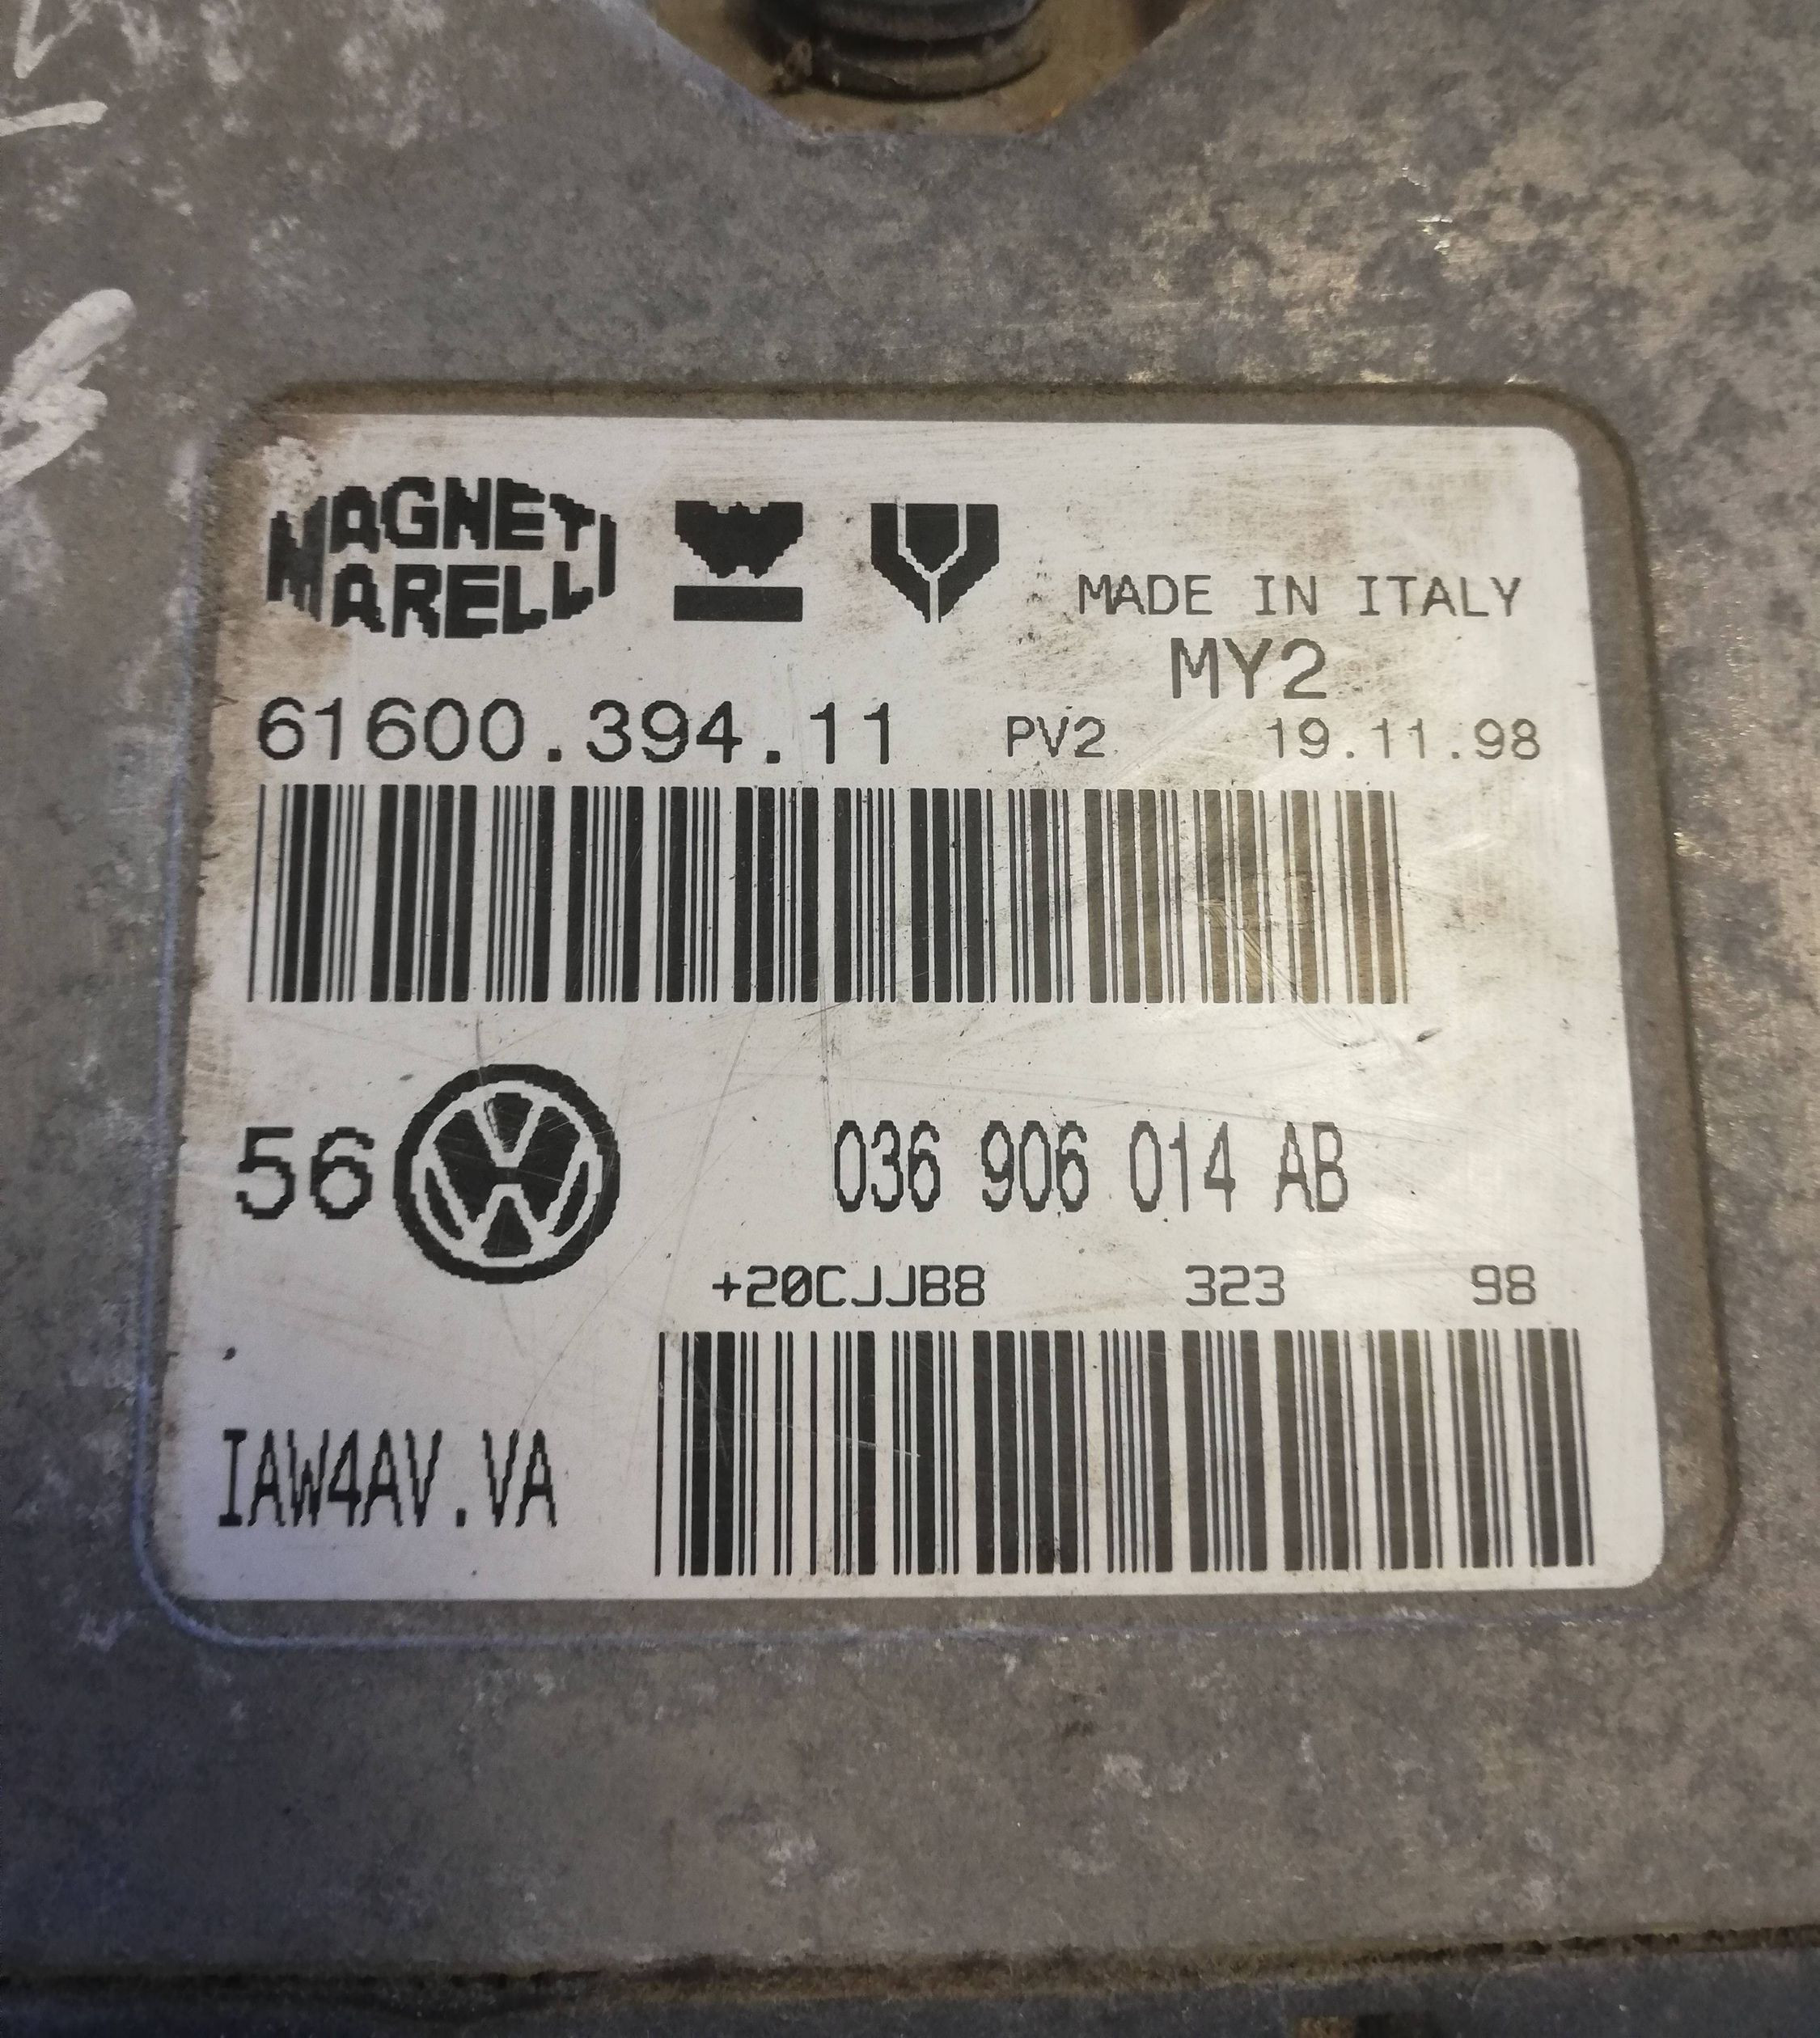 MAGNETI
MARELLI
MADE IN ITALY
MY2
61600.394.11 PV2 19.11.98
56 036 906 014 AB
+20CJJB8 323 98
IAW4AV.VA